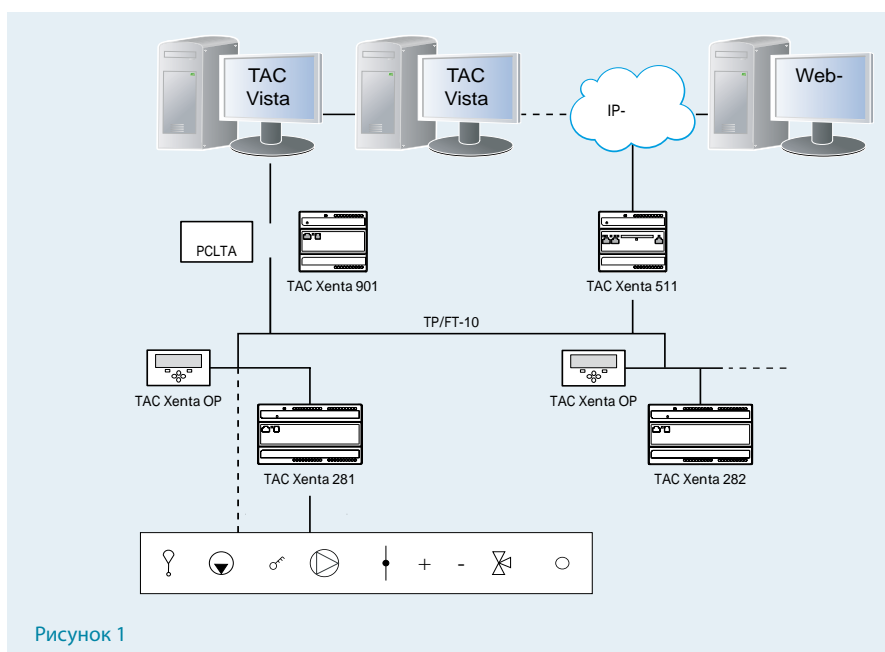 TAC
Vista
TAC
Vista
IP-
Web-
PCLTA
TAC Xenta 901
TAC Xenta 511
TP/FT-10
TAC Xenta OP
TAC Xenta OP
TAC Xenta 281
TAC Xenta 282
+ -
Рисунок 1